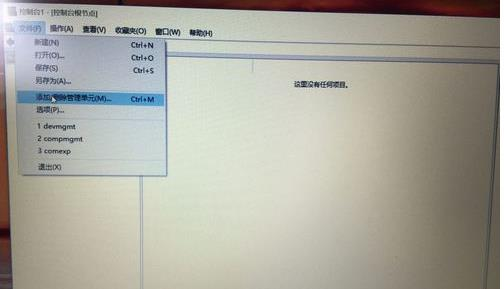 控制台1 - [控制台根节点]
文件(F) 操作(A) 查看(V) 收藏夹(O) 窗口(W) 帮助(H)
新建(N) Ctrl+N
打开(O)... Ctrl+O
保存(S) Ctrl+S
另存为(A)...
添加/删除管理单元(M)... Ctrl+M
选项(P)...
1 devmgmt
2 compmgmt
3 comexp
退出(X)
这里没有任何项目。